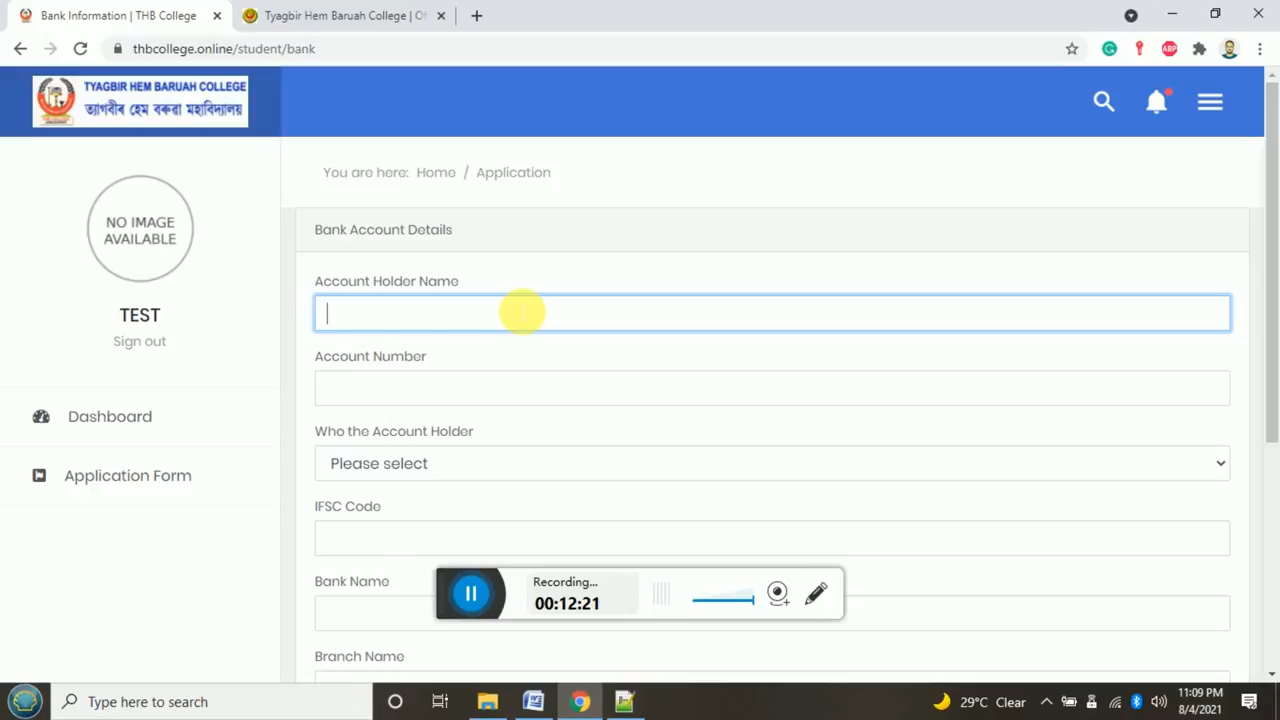 Bank Information | THB College
Tyagbir Hem Baruah College | Of
thbcollege.online/student/bank
ABP
TYAGBIR HEM BARUAH COLLEGE
ত্যাগবীৰ হেম বৰুৱা মহাবিদ্যালয়
You are here: Home / Application
NO IMAGE
AVAILABLE
TEST
Sign out
Dashboard
Application Form
Bank Account Details
Account Holder Name
Account Number
Who the Account Holder
Please select
IFSC Code
Bank Name
Branch Name
Recording...
00:12:21
Type here to search
29°C Clear
11:09 PM
8/4/2021